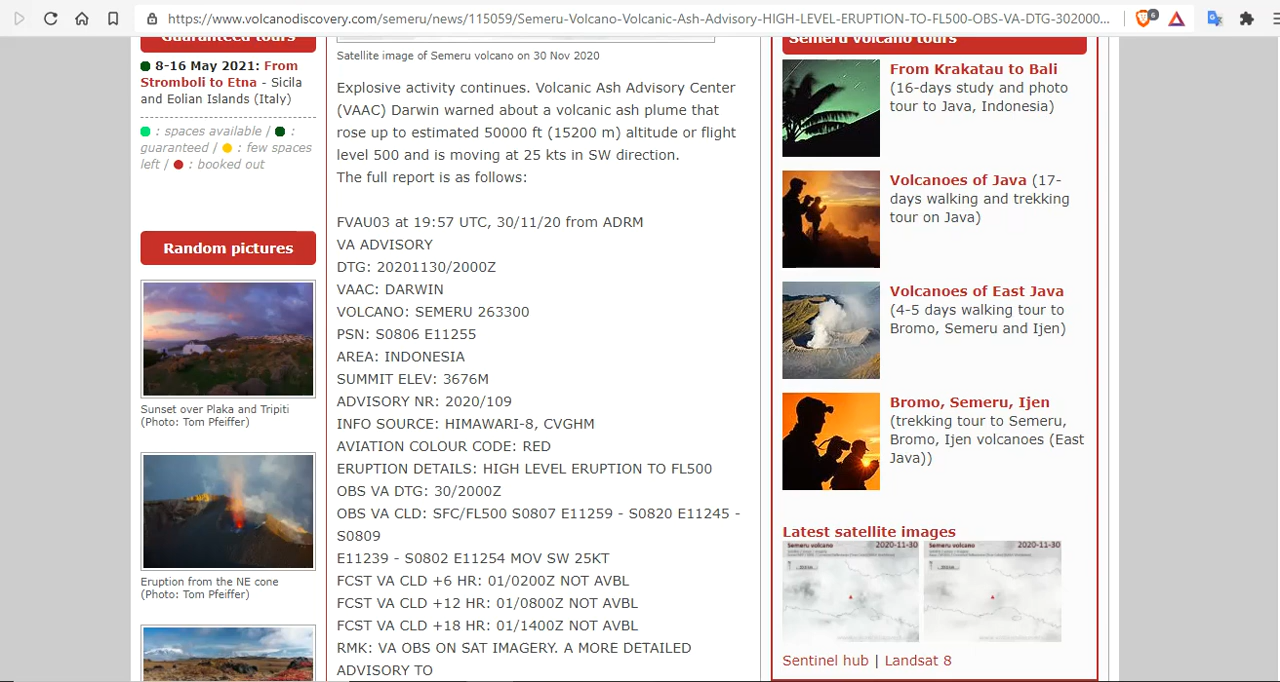 https://www.volcanodiscovery.com/semeru/news/115059/Semeru-Volcano-Volcanic-Ash-Advisory-HIGH-LEVEL-ERUPTION-TO-FL500-OBS-VA-DTG-302000...
6
Guaranteed tours
8-16 May 2021: From
Stromboli to Etna - Sicila
and Eolian Islands (Italy)
: spaces available / :
guaranteed / : few spaces
left / : booked out
Random pictures
Sunset over Plaka and Tripiti
(Photo: Tom Pfeiffer)
Eruption from the NE cone
(Photo: Tom Pfeiffer)
Satellite image of Semeru volcano on 30 Nov 2020
Explosive activity continues. Volcanic Ash Advisory Center
(VAAC) Darwin warned about a volcanic ash plume that
rose up to estimated 50000 ft (15200 m) altitude or flight
level 500 and is moving at 25 kts in SW direction.
The full report is as follows:
FVAU03 at 19:57 UTC, 30/11/20 from ADRM
VA ADVISORY
DTG: 20201130/2000Z
VAAC: DARWIN
VOLCANO: SEMERU 263300
PSN: S0806 E11255
AREA: INDONESIA
SUMMIT ELEV: 3676M
ADVISORY NR: 2020/109
INFO SOURCE: HIMAWARI-8, CVGHM
AVIATION COLOUR CODE: RED
ERUPTION DETAILS: HIGH LEVEL ERUPTION TO FL500
OBS VA DTG: 30/2000Z
OBS VA CLD: SFC/FL500 S0807 E11259 - S0820 E11245 -
S0809
E11239 - S0802 E11254 MOV SW 25KT
FCST VA CLD +6 HR: 01/0200Z NOT AVBL
FCST VA CLD +12 HR: 01/0800Z NOT AVBL
FCST VA CLD +18 HR: 01/1400Z NOT AVBL
RMK: VA OBS ON SAT IMAGERY. A MORE DETAILED
ADVISORY TO
Semeru volcano tours
From Krakatau to Bali
(16-days study and photo
tour to Java, Indonesia)
Volcanoes of Java (17-
days walking and trekking
tour on Java)
Volcanoes of East Java
(4-5 days walking tour to
Bromo, Semeru and Ijen)
Bromo, Semeru, Ijen
(trekking tour to Semeru,
Bromo, Ijen volcanoes (East
Java))
Latest satellite images
Semeru volcano 2020-11-30
Semeru volcano 2020-11-30
Sentinel hub | Landsat 8